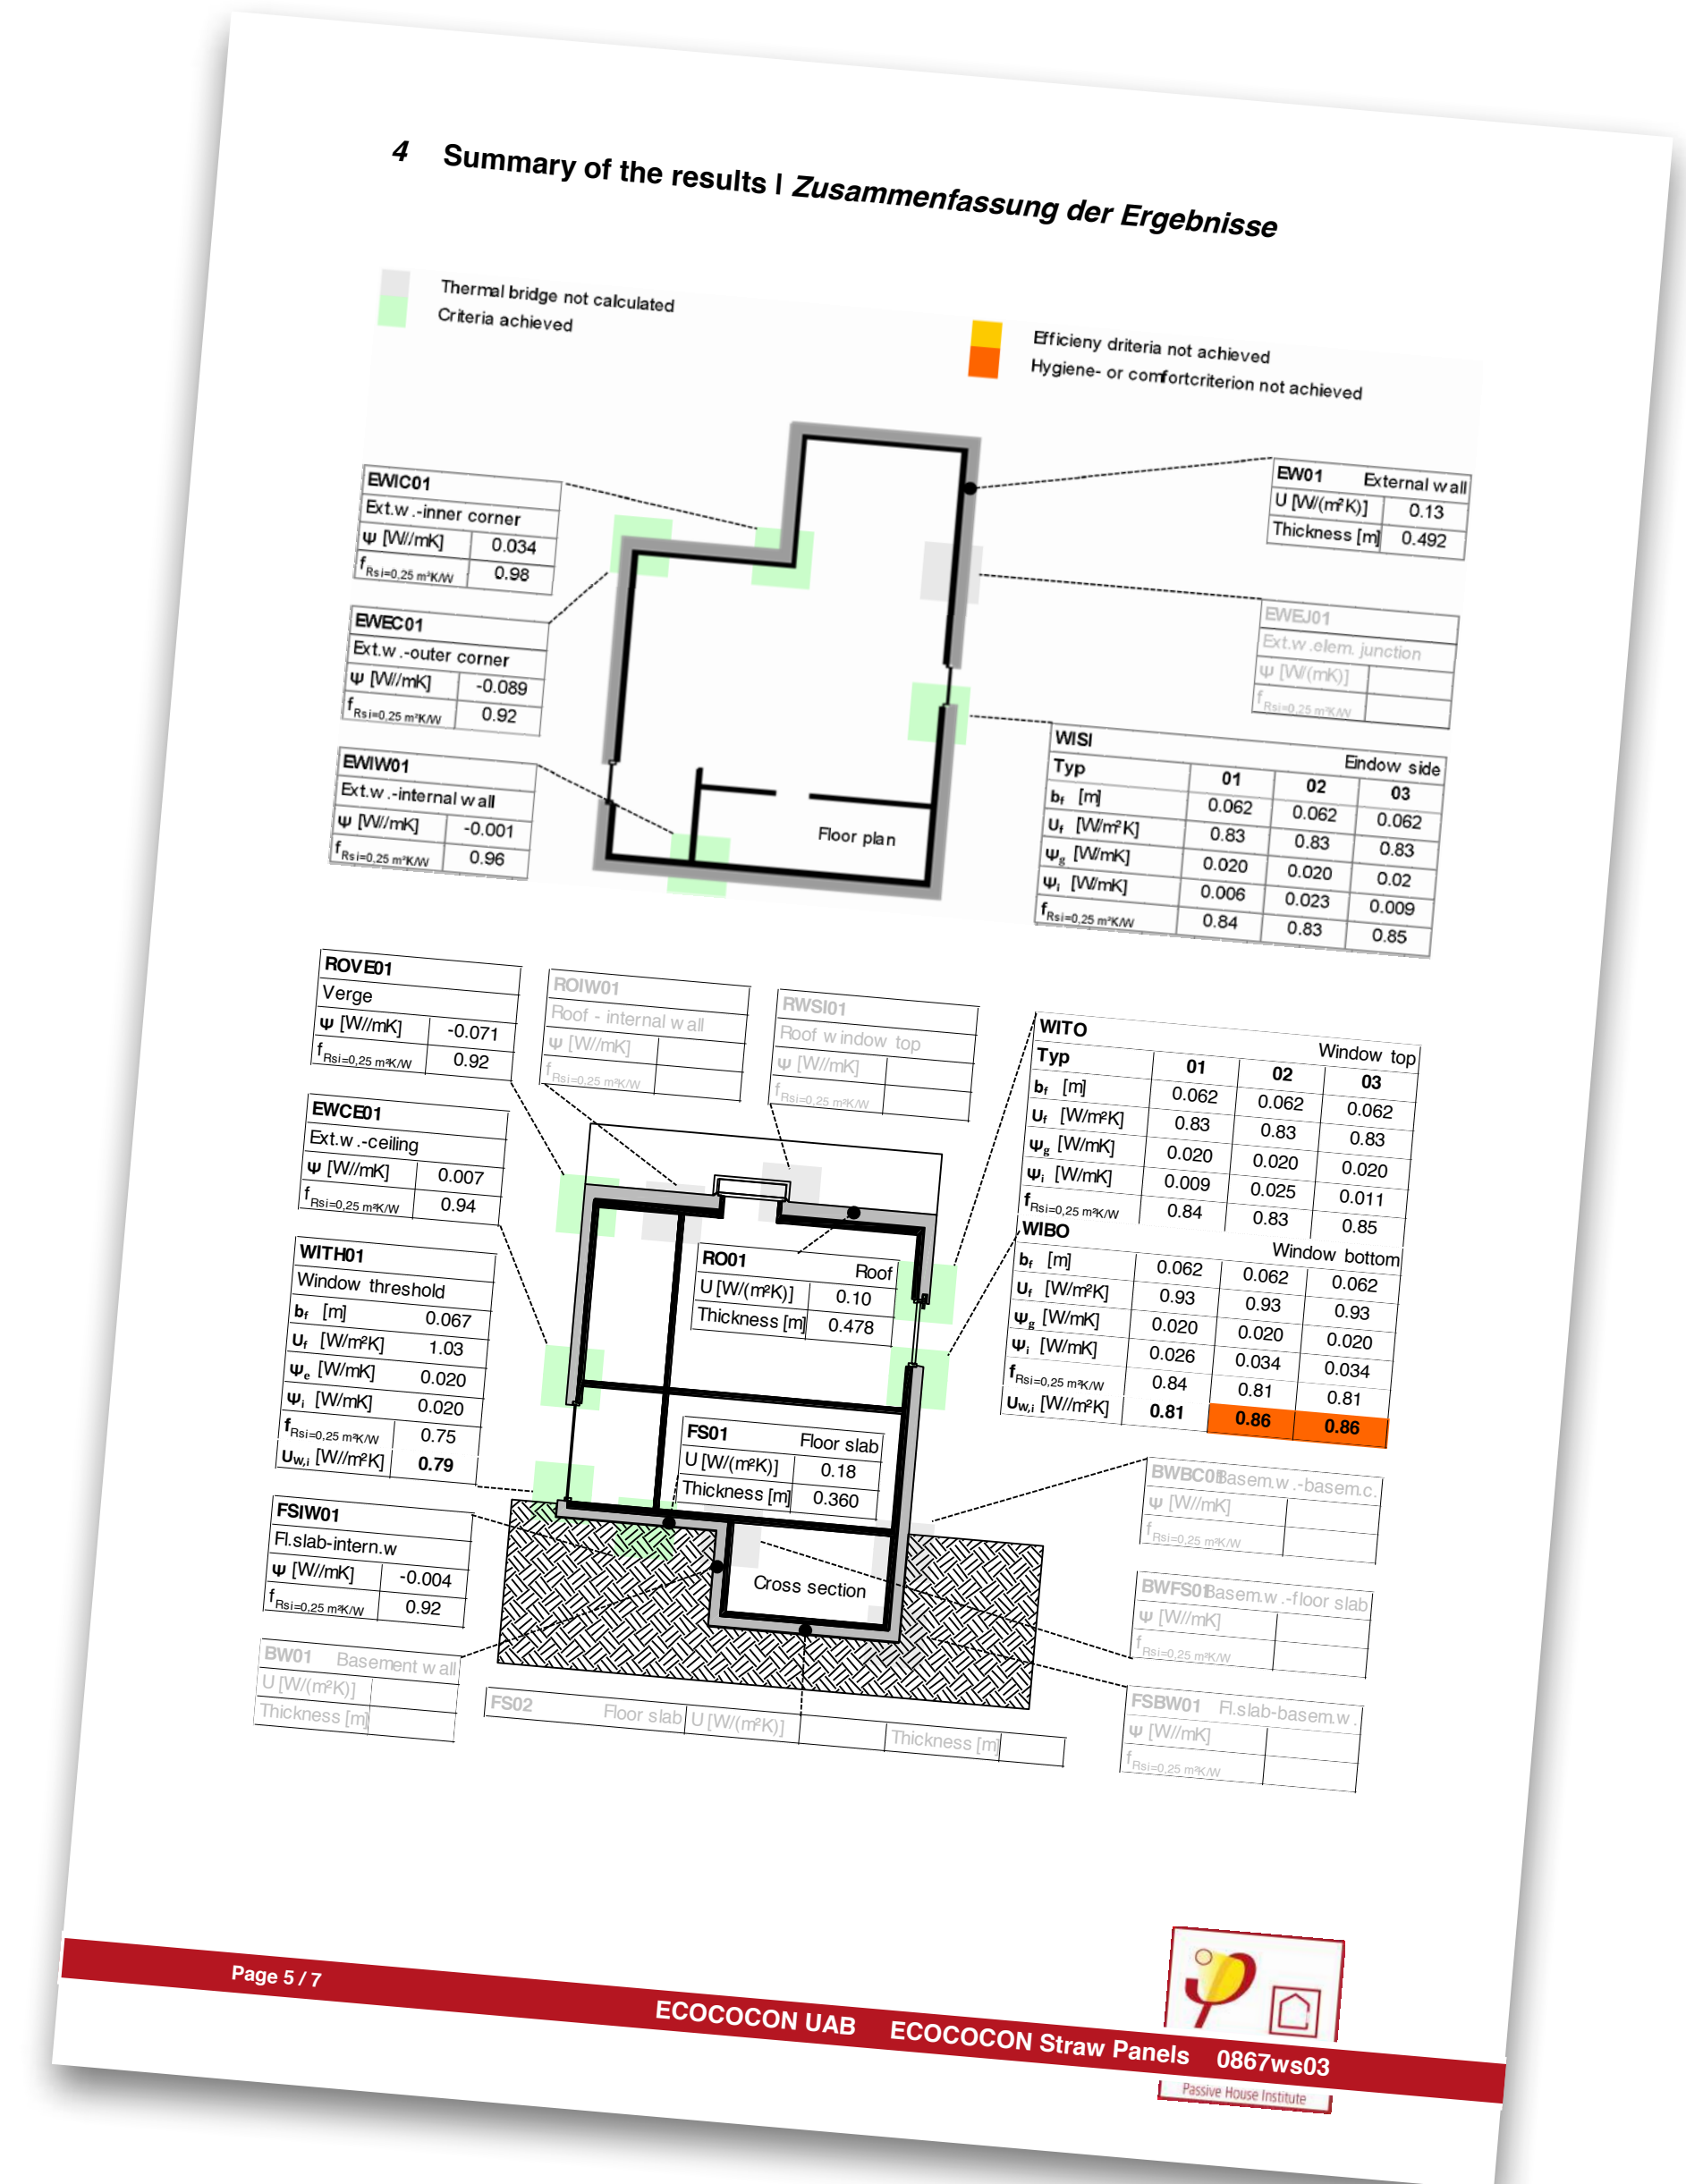 4 Summary of the results | Zusammenfassung der Ergebnisse
Thermal bridge not calculated
Criteria achieved
Efficieny driteria not achieved
Hygiene- or comfortcriterion not achieved
EWIC01
Ext.w.-inner corner
Ψ [W//mK] 0.034
fRsi=0,25 m²K/W 0.98
EWEC01
Ext.w.-outer corner
Ψ [W//mK] -0.089
fRsi=0,25 m²K/W 0.92
EWIW01
Ext.w.-internal wall
Ψ [W//mK] -0.001
fRsi=0,25 m²K/W 0.96
Floor plan
EW01 External wall
U [W/(m²K)] 0.13
Thickness [m] 0.492
EWEJ01
Ext.w.elem. junction
Ψ [W/(mK)]
fRsi=0,25 m²K/W
WISI Eindow side
Typ 01 02 03
bf [m] 0.062 0.062 0.062
Uf [W/m²K] 0.83 0.83 0.83
Ψg [W/mK] 0.020 0.020 0.02
Ψi [W/mK] 0.006 0.023 0.009
fRsi=0,25 m²K/W 0.84 0.83 0.85
ROVE01
Verge
Ψ [W//mK] -0.071
fRsi=0,25 m²K/W 0.92
ROIW01
Roof - internal wall
Ψ [W//mK]
fRsi=0,25 m²K/W
RWSI01
Roof window top
Ψ [W//mK]
fRsi=0,25 m²K/W
WITO Window top
Typ 01 02 03
bf [m] 0.062 0.062 0.062
Uf [W/m²K] 0.83 0.83 0.83
Ψg [W/mK] 0.020 0.020 0.020
Ψi [W/mK] 0.009 0.025 0.011
fRsi=0,25 m²K/W 0.84 0.83 0.85
WIBO Window bottom
bf [m] 0.062 0.062 0.062
Uf [W/m²K] 0.93 0.93 0.93
Ψg [W/mK] 0.020 0.020 0.020
Ψi [W/mK] 0.026 0.034 0.034
fRsi=0,25 m²K/W 0.84 0.81 0.81
Uw,i [W//m²K] 0.81 0.86 0.86
EWCE01
Ext.w.-ceiling
Ψ [W//mK] 0.007
fRsi=0,25 m²K/W 0.94
WITH01
Window threshold
bf [m] 0.067
Uf [W/m²K] 1.03
Ψe [W/mK] 0.020
Ψi [W/mK] 0.020
fRsi=0,25 m²K/W 0.75
Uw,i [W//m²K] 0.79
RO01 Roof
U [W/(m²K)] 0.10
Thickness [m] 0.478
FS01 Floor slab
U [W/(m²K)] 0.18
Thickness [m] 0.360
Cross section
FSIW01
Fl.slab-intern.w
Ψ [W//mK] -0.004
fRsi=0,25 m²K/W 0.92
BW01 Basement wall
U [W/(m²K)]
Thickness [m]
FS02 Floor slab U [W/(m²K)] Thickness [m]
BWBC01 Basem.w.-basem.c.
Ψ [W//mK]
fRsi=0,25 m²K/W
BWFS01 Basem.w.-floor slab
Ψ [W//mK]
fRsi=0,25 m²K/W
FSBW01 Fl.slab-basem.w.
Ψ [W//mK]
fRsi=0,25 m²K/W
Page 5 / 7
ECOCOCON UAB ECOCOCON Straw Panels 0867ws03
Passive House Institute